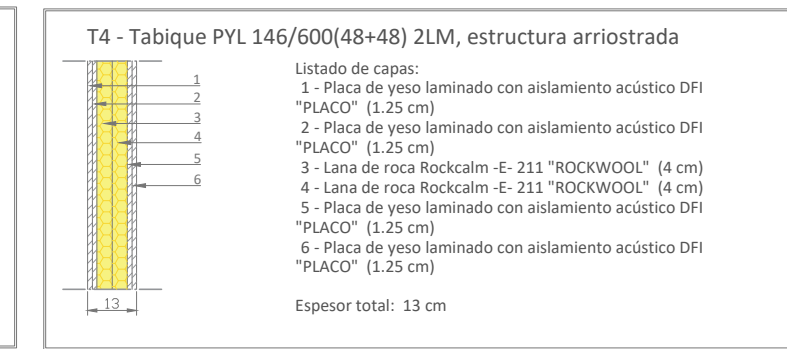 T4 - Tabique PYL 146/600(48+48) 2LM, estructura arriostrada
Listado de capas:
1 - Placa de yeso laminado con aislamiento acústico DFI
"PLACO" (1.25 cm)
2 - Placa de yeso laminado con aislamiento acústico DFI
"PLACO" (1.25 cm)
3 - Lana de roca Rockcalm -E- 211 "ROCKWOOL" (4 cm)
4 - Lana de roca Rockcalm -E- 211 "ROCKWOOL" (4 cm)
5 - Placa de yeso laminado con aislamiento acústico DFI
"PLACO" (1.25 cm)
6 - Placa de yeso laminado con aislamiento acústico DFI
"PLACO" (1.25 cm)
Espesor total: 13 cm
1
2
3
4
5
6
13